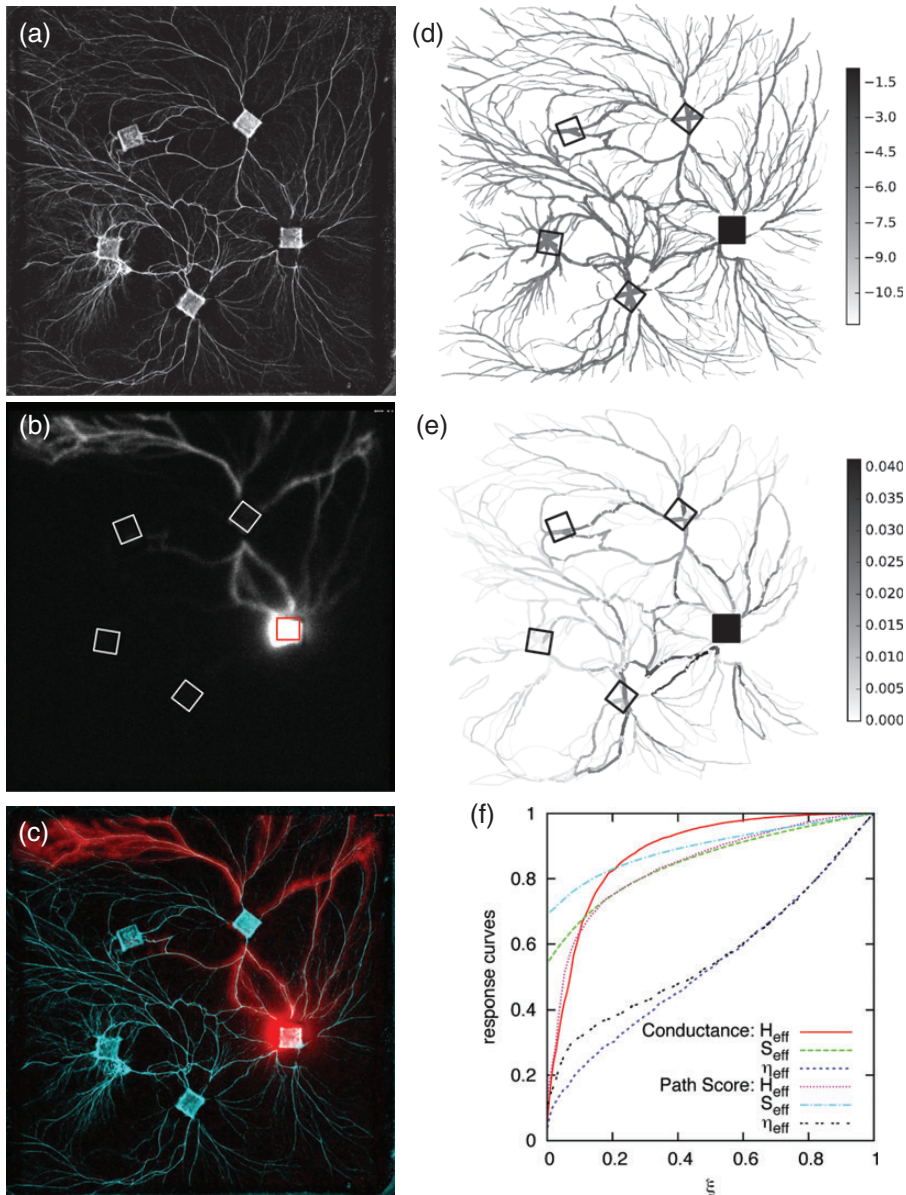 (a)
(d)
−1.5
−3.0
−4.5
−6.0
−7.5
−9.0
−10.5
(b)
(e)
0.040
0.035
0.030
0.025
0.020
0.015
0.010
0.005
0.000
(c)
(f)
1
0.8
0.6
0.4
0.2
0
response curves
Conductance: H_eff
S_eff
η_eff
Path Score: H_eff
S_eff
η_eff
0 0.2 0.4 0.6 0.8 1
ξ